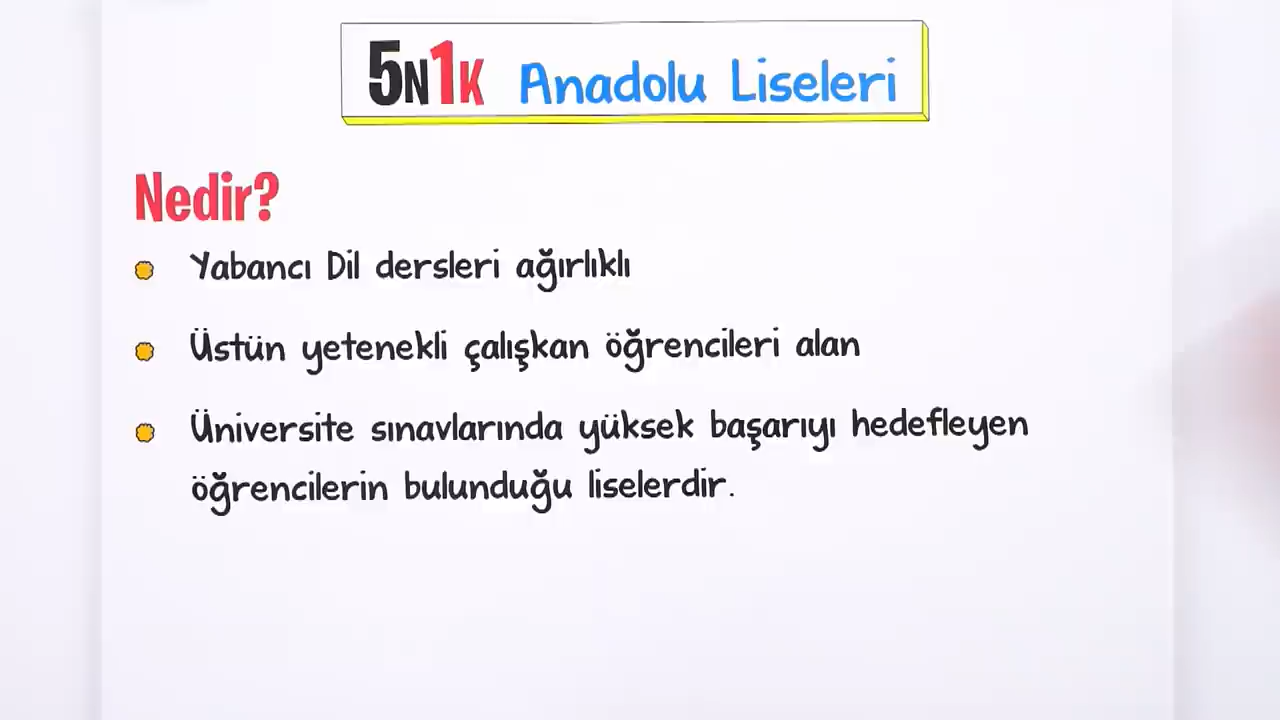 5N1K Anadolu Liseleri
Nedir?
Yabancı Dil dersleri ağırlıklı
Üstün yetenekli çalışkan öğrencileri alan
Üniversite sınavlarında yüksek başarıyı hedefleyen
öğrencilerin bulunduğu liselerdir.